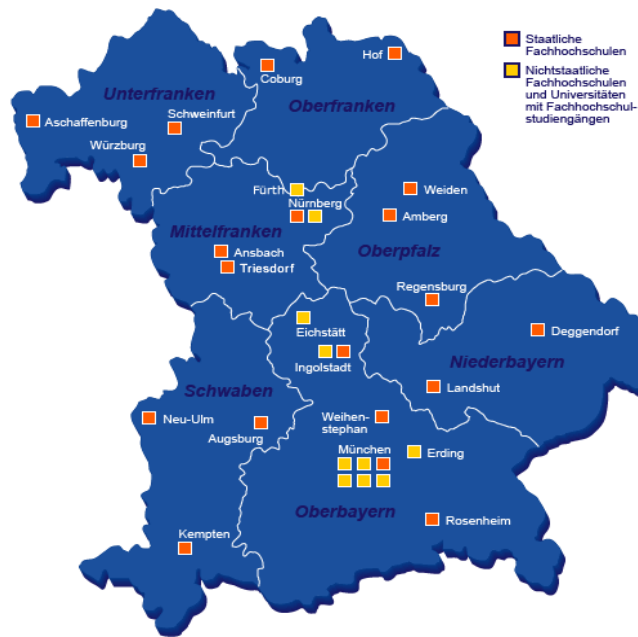 Staatliche
Fachhochschulen
Nichtstaatliche
Fachhochschulen
und Universitäten
mit Fachhochschul-
studiengängen
Hof
Coburg
Unterfranken
Oberfranken
Schweinfurt
Aschaffenburg
Würzburg
Fürth
Nürnberg
Weiden
Amberg
Mittelfranken
Oberpfalz
Ansbach
Triesdorf
Regensburg
Eichstätt
Deggendorf
Ingolstadt
Niederbayern
Schwaben
Landshut
Neu-Ulm
Augsburg
Weihen-
stephan
München
Erding
Oberbayern
Rosenheim
Kempten